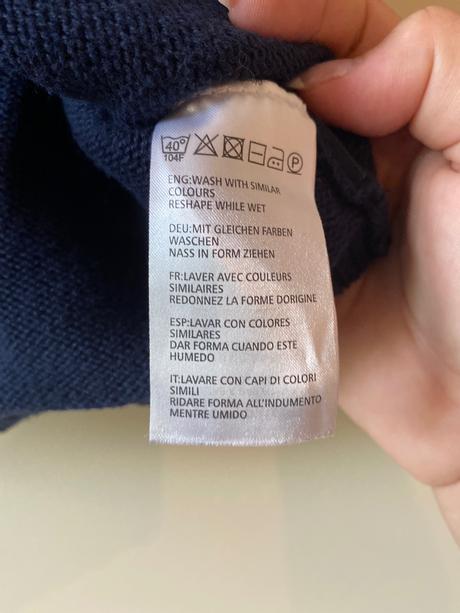 40°
104F
P
ENG:WASH WITH SIMILAR
COLOURS
RESHAPE WHILE WET
DEU:MIT GLEICHEN FARBEN
WASCHEN
NASS IN FORM ZIEHEN
FR:LAVER AVEC COULEURS
SIMILAIRES
REDONNEZ LA FORME DORIGINE
ESP:LAVAR CON COLORES
SIMILARES
DAR FORMA CUANDO ESTE
HUMEDO
IT:LAVARE CON CAPI DI COLORI
SIMILI
RIDARE FORMA ALL'INDUMENTO
MENTRE UMIDO